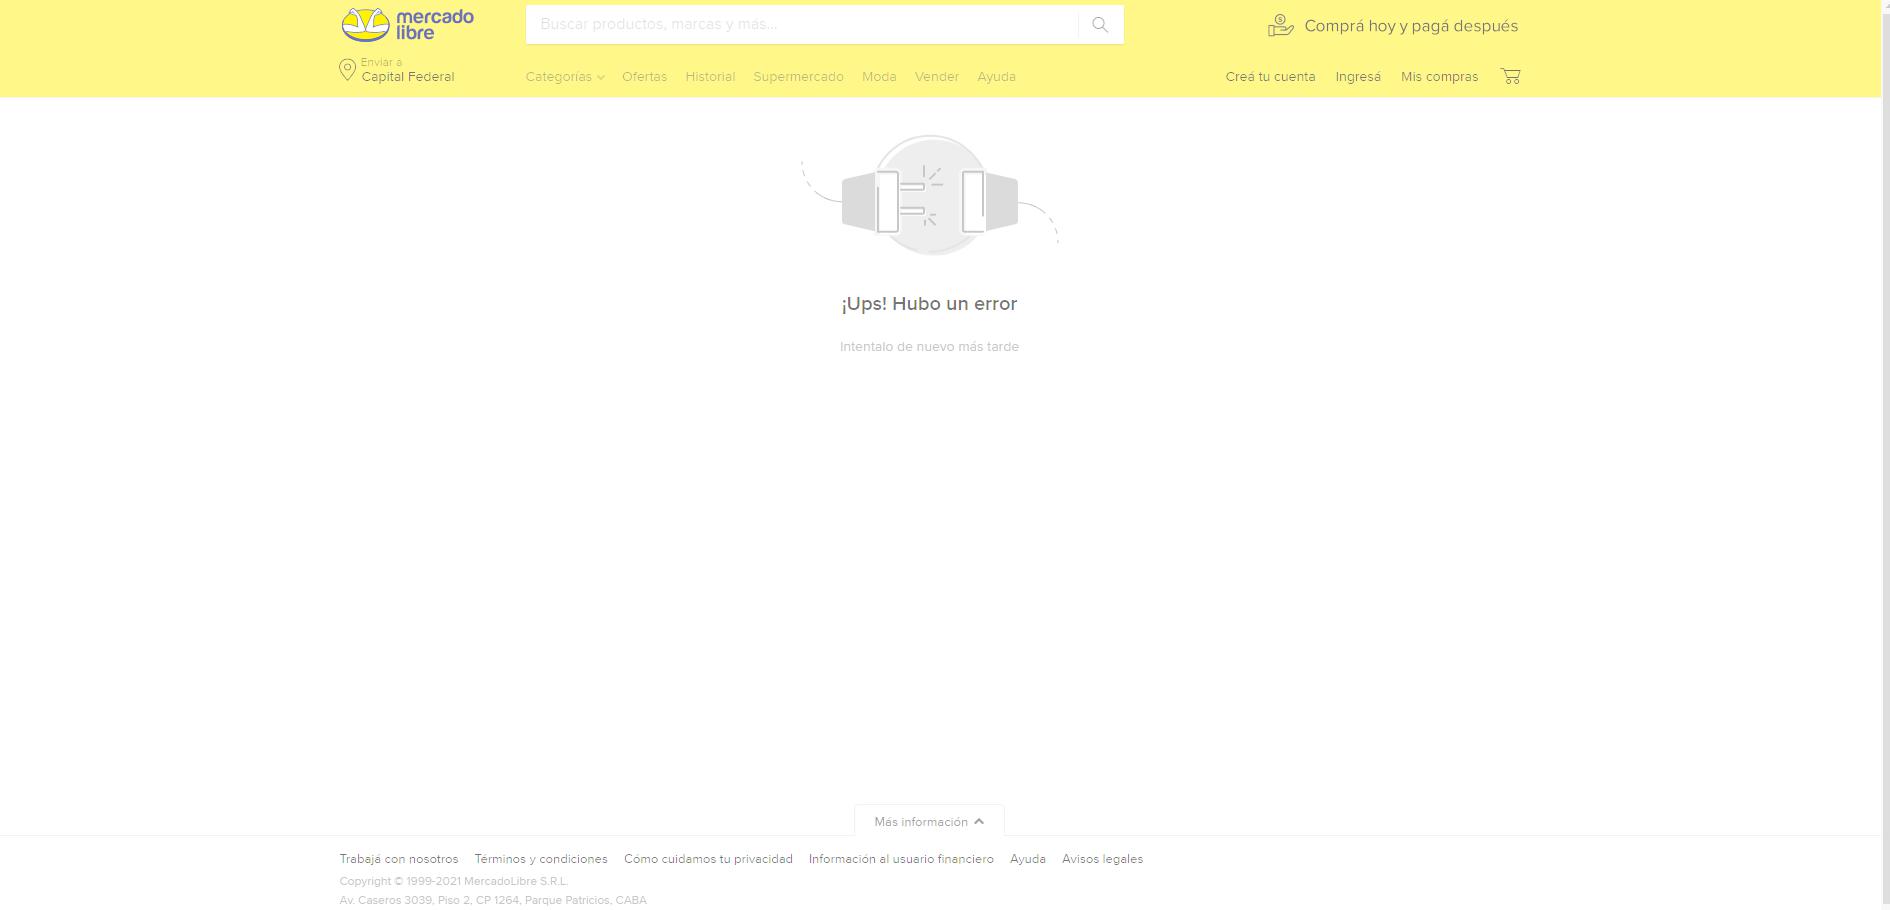 mercado
libre
Buscar productos, marcas y más...
Comprá hoy y pagá después
Enviar a
Capital Federal
Categorías Ofertas Historial Supermercado Moda Vender Ayuda
Creá tu cuenta Ingresá Mis compras
¡Ups! Hubo un error
Intentalo de nuevo más tarde
Más información
Trabajá con nosotros Términos y condiciones Cómo cuidamos tu privacidad Información al usuario financiero Ayuda Avisos legales
Copyright © 1999-2021 MercadoLibre S.R.L.
Av. Caseros 3039, Piso 2, CP 1264, Parque Patricios, CABA